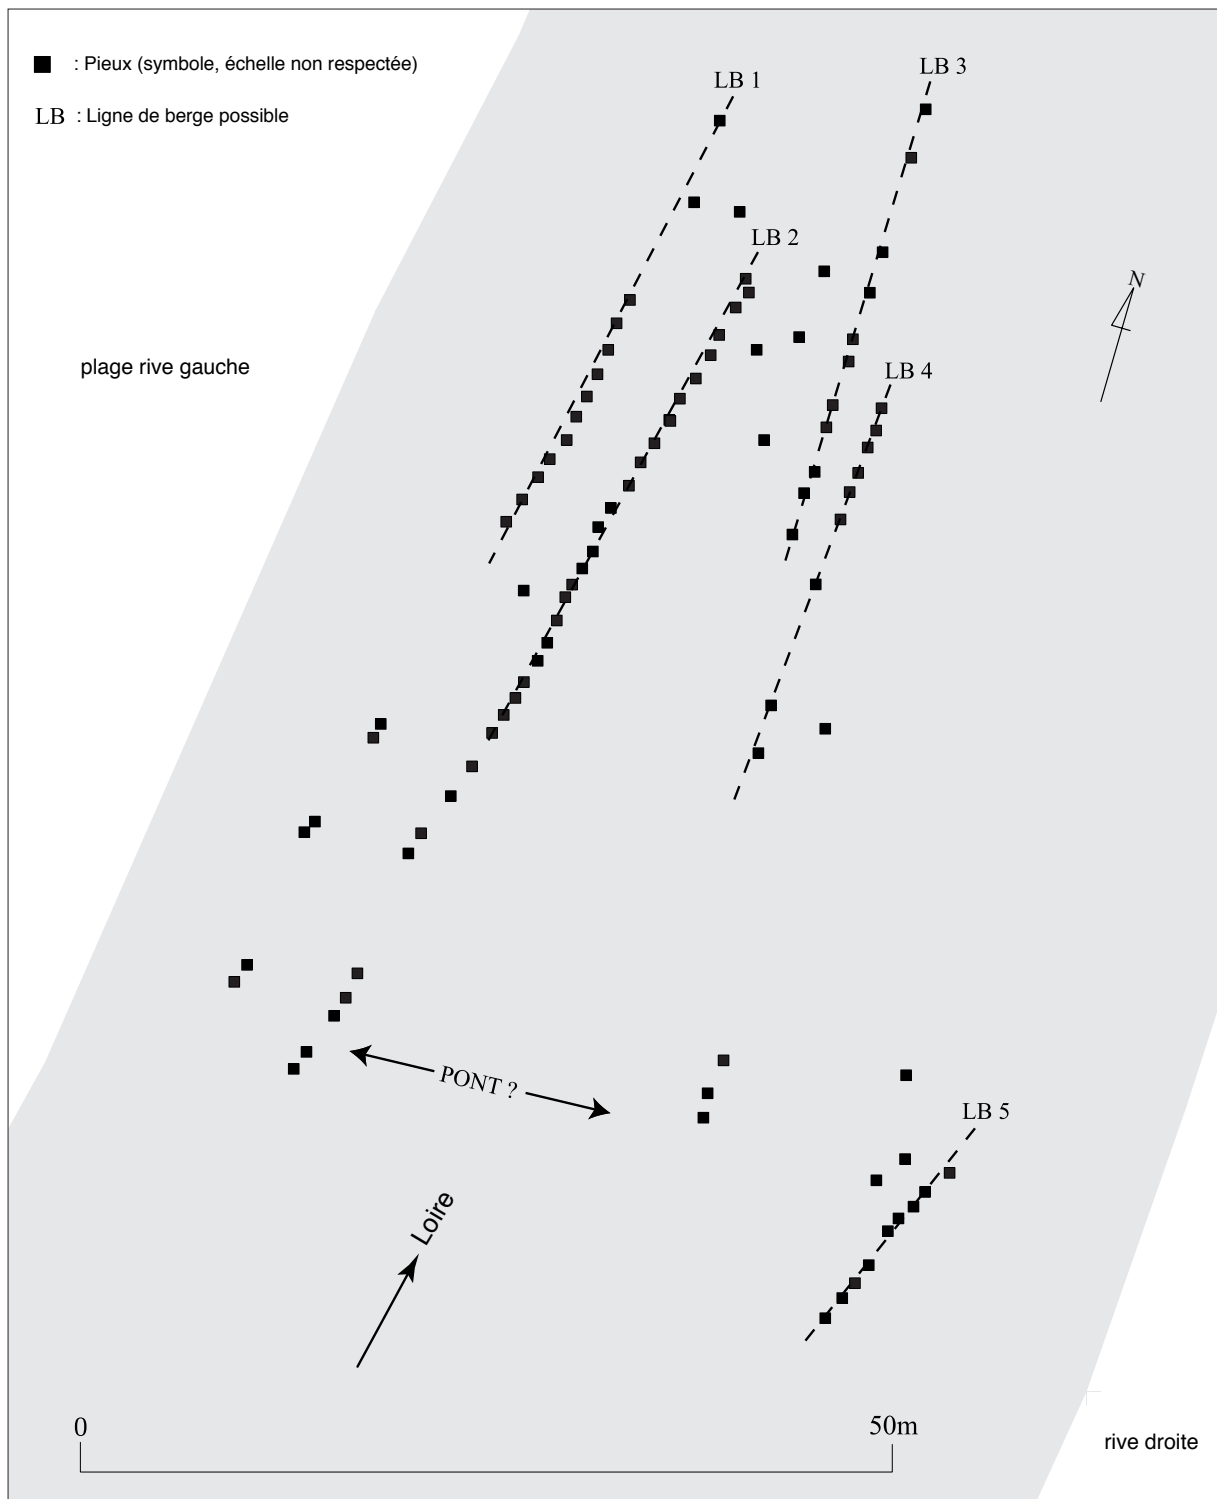 : Pieux (symbole, échelle non respectée)
LB : Ligne de berge possible
LB 1
LB 3
LB 2
N
plage rive gauche
LB 4
PONT ?
LB 5
Loire
0
50m
rive droite